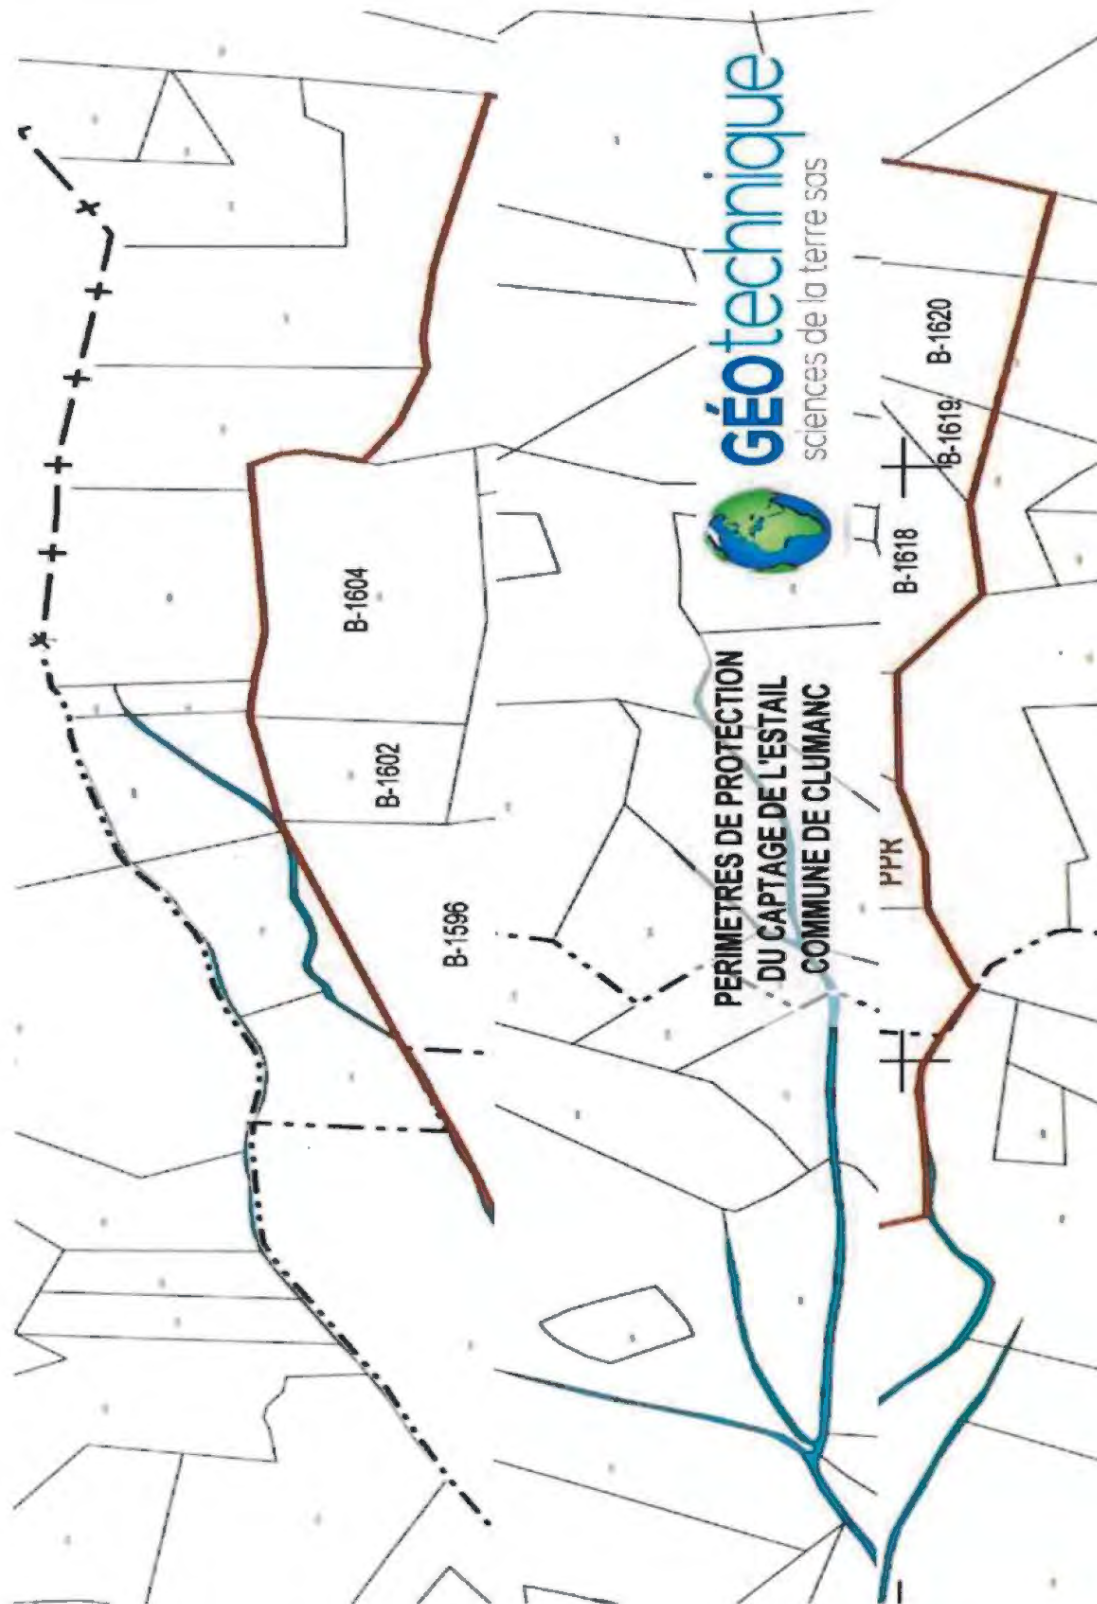 GÉOtechnique
sciences de la terre sas
PERIMETRES DE PROTECTION
DU CAPTAGE DE L'ESTAIL
COMMUNE DE CLUMANC
B-1604
B-1602
B-1596
B-1620
B-1619
B-1618
PPR